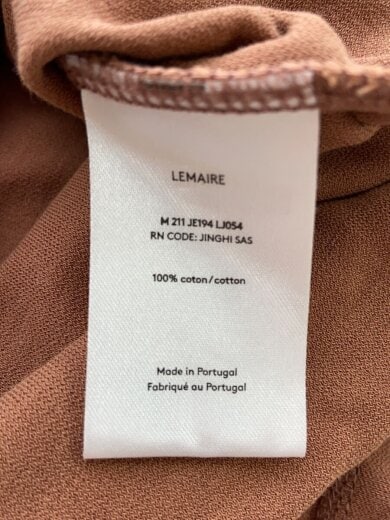 LEMAIRE
M 211 JE194 LJ054
RN CODE: JINGHI SAS
100% coton/cotton
Made in Portugal
Fabriqué au Portugal